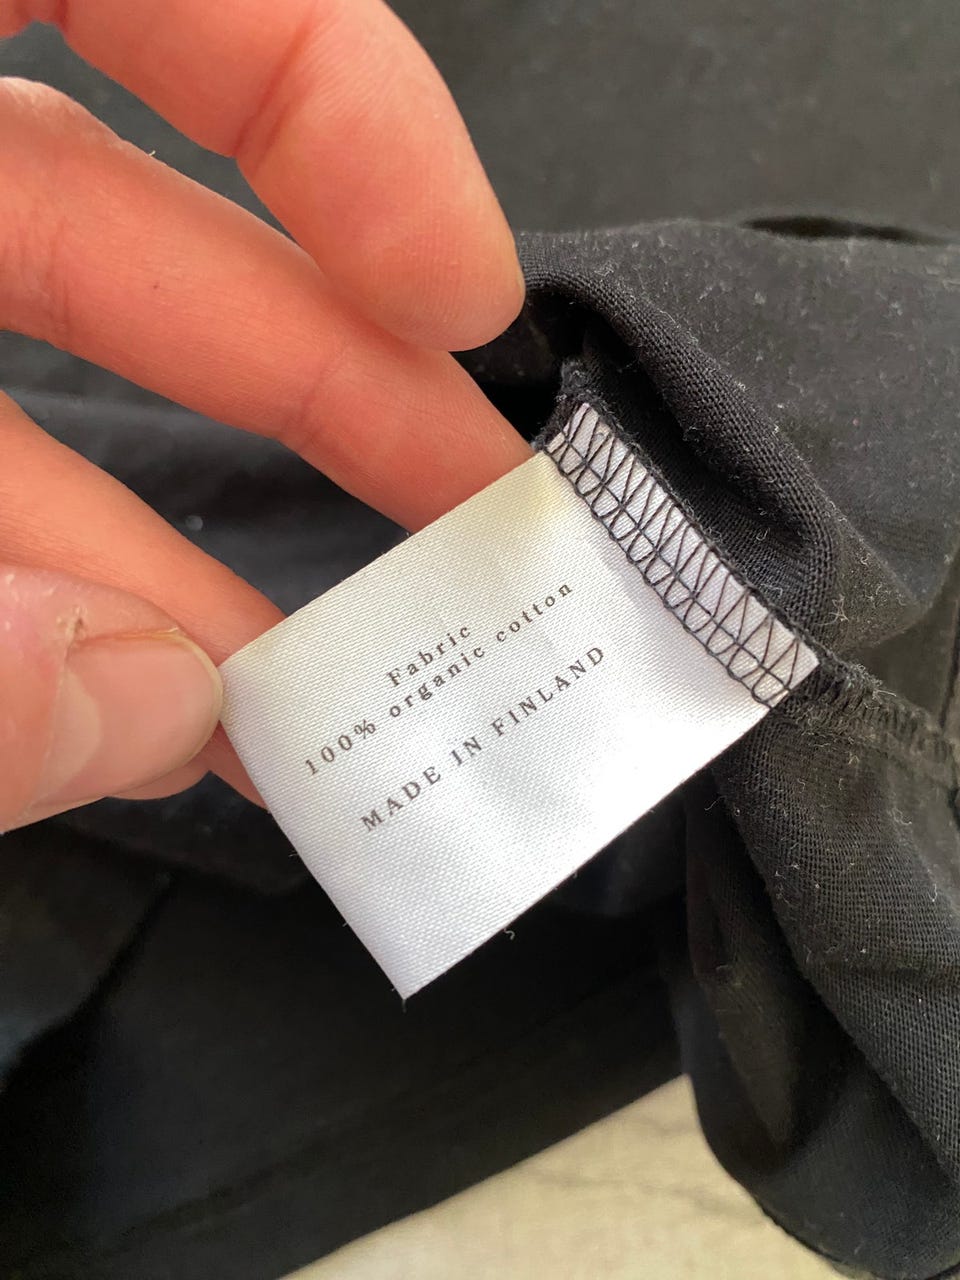 Fabric
100% organic cotton
MADE IN FINLAND